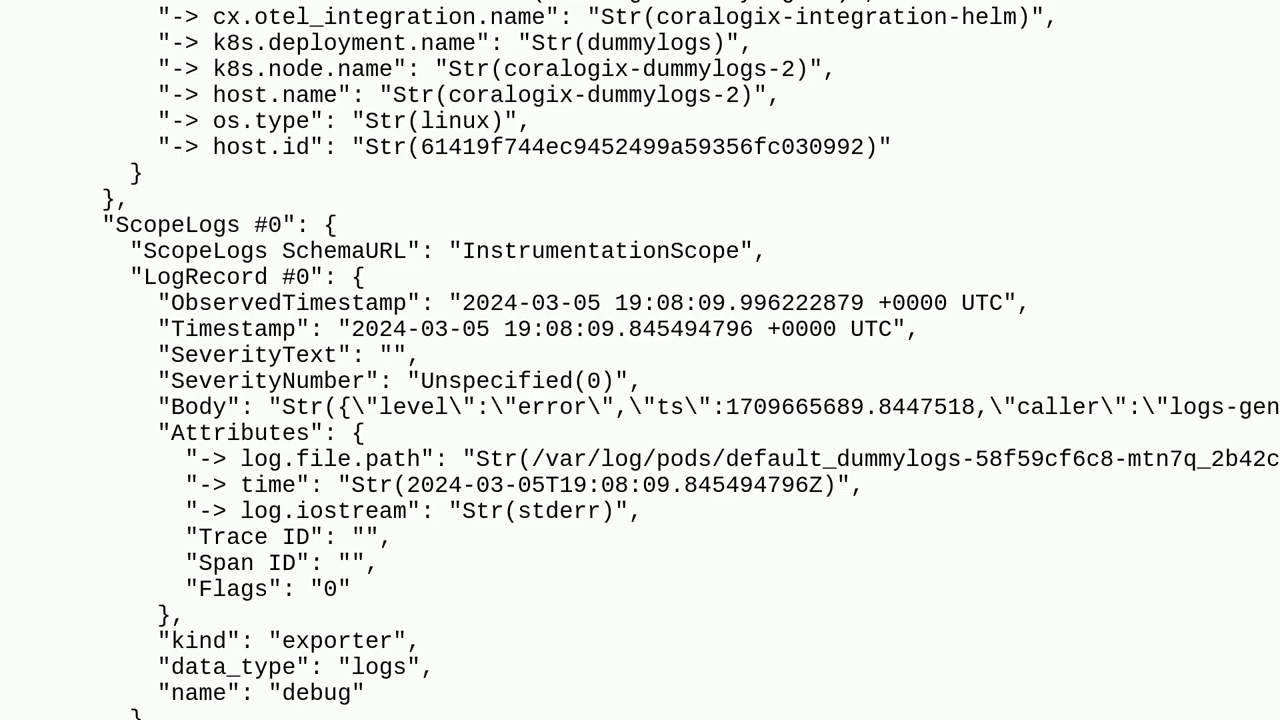 "-> cx.otel_integration.name": "Str(coralogix-integration-helm)",
"-> k8s.deployment.name": "Str(dummylogs)",
"-> k8s.node.name": "Str(coralogix-dummylogs-2)",
"-> host.name": "Str(coralogix-dummylogs-2)",
"-> os.type": "Str(linux)",
"-> host.id": "Str(61419f744ec9452499a59356fc030992)"
}
},
"ScopeLogs #0": {
"ScopeLogs SchemaURL": "InstrumentationScope",
"LogRecord #0": {
"ObservedTimestamp": "2024-03-05 19:08:09.996222879 +0000 UTC",
"Timestamp": "2024-03-05 19:08:09.845494796 +0000 UTC",
"SeverityText": "",
"SeverityNumber": "Unspecified(0)",
"Body": "Str({\"level\":\"error\",\"ts\":1709665689.8447518,\"caller\":\"logs-gen
"Attributes": {
"-> log.file.path": "Str(/var/log/pods/default_dummylogs-58f59cf6c8-mtn7q_2b42c
"-> time": "Str(2024-03-05T19:08:09.845494796Z)",
"-> log.iostream": "Str(stderr)",
"Trace ID": "",
"Span ID": "",
"Flags": "0"
},
"kind": "exporter",
"data_type": "logs",
"name": "debug"
}